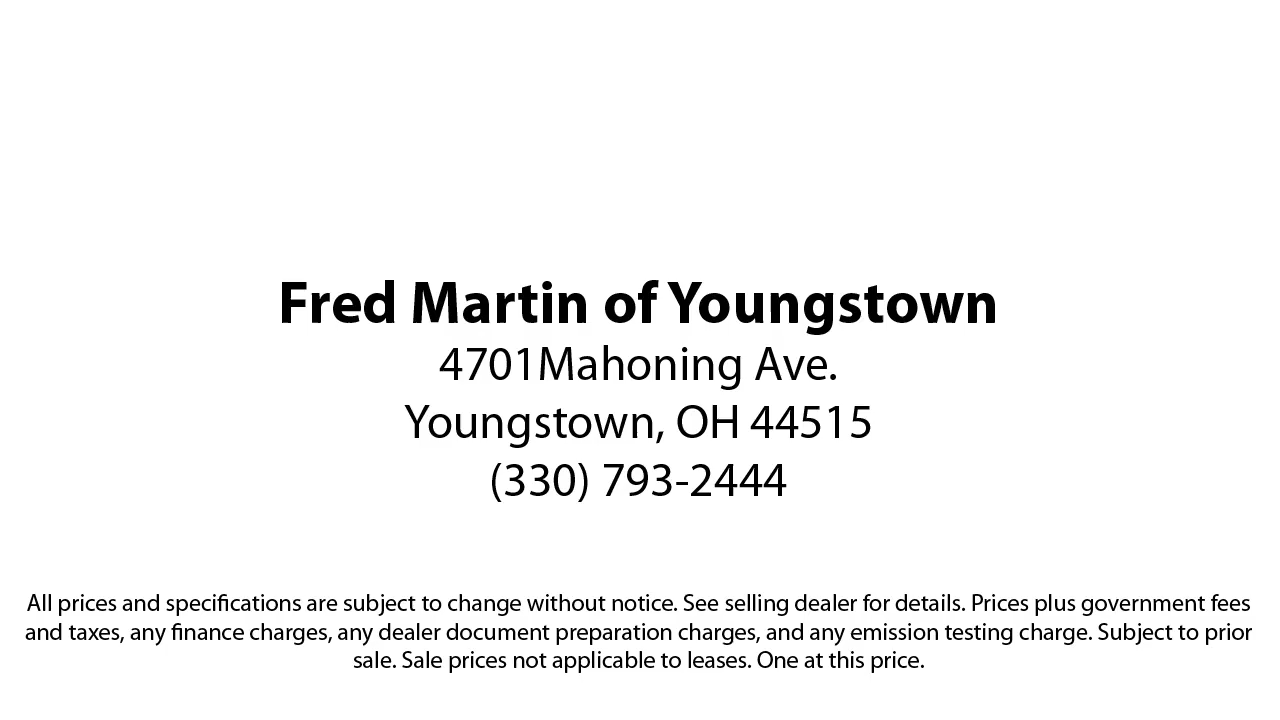 Fred Martin of Youngstown
4701Mahoning Ave.
Youngstown, OH 44515
(330) 793-2444
All prices and specifications are subject to change without notice. See selling dealer for details. Prices plus government fees
and taxes, any finance charges, any dealer document preparation charges, and any emission testing charge. Subject to prior
sale. Sale prices not applicable to leases. One at this price.